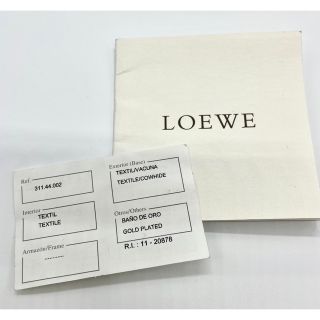 LOEWE
Ref.
311.44.002
Exterior (Base)
TEXTIL/VACUNA
TEXTILE/COWHIDE
Interior
TEXTIL
TEXTILE
Otros/Others
BAÑO DE ORO
GOLD PLATED
Armazón/Frame
---------
R.I.: 11 - 20878